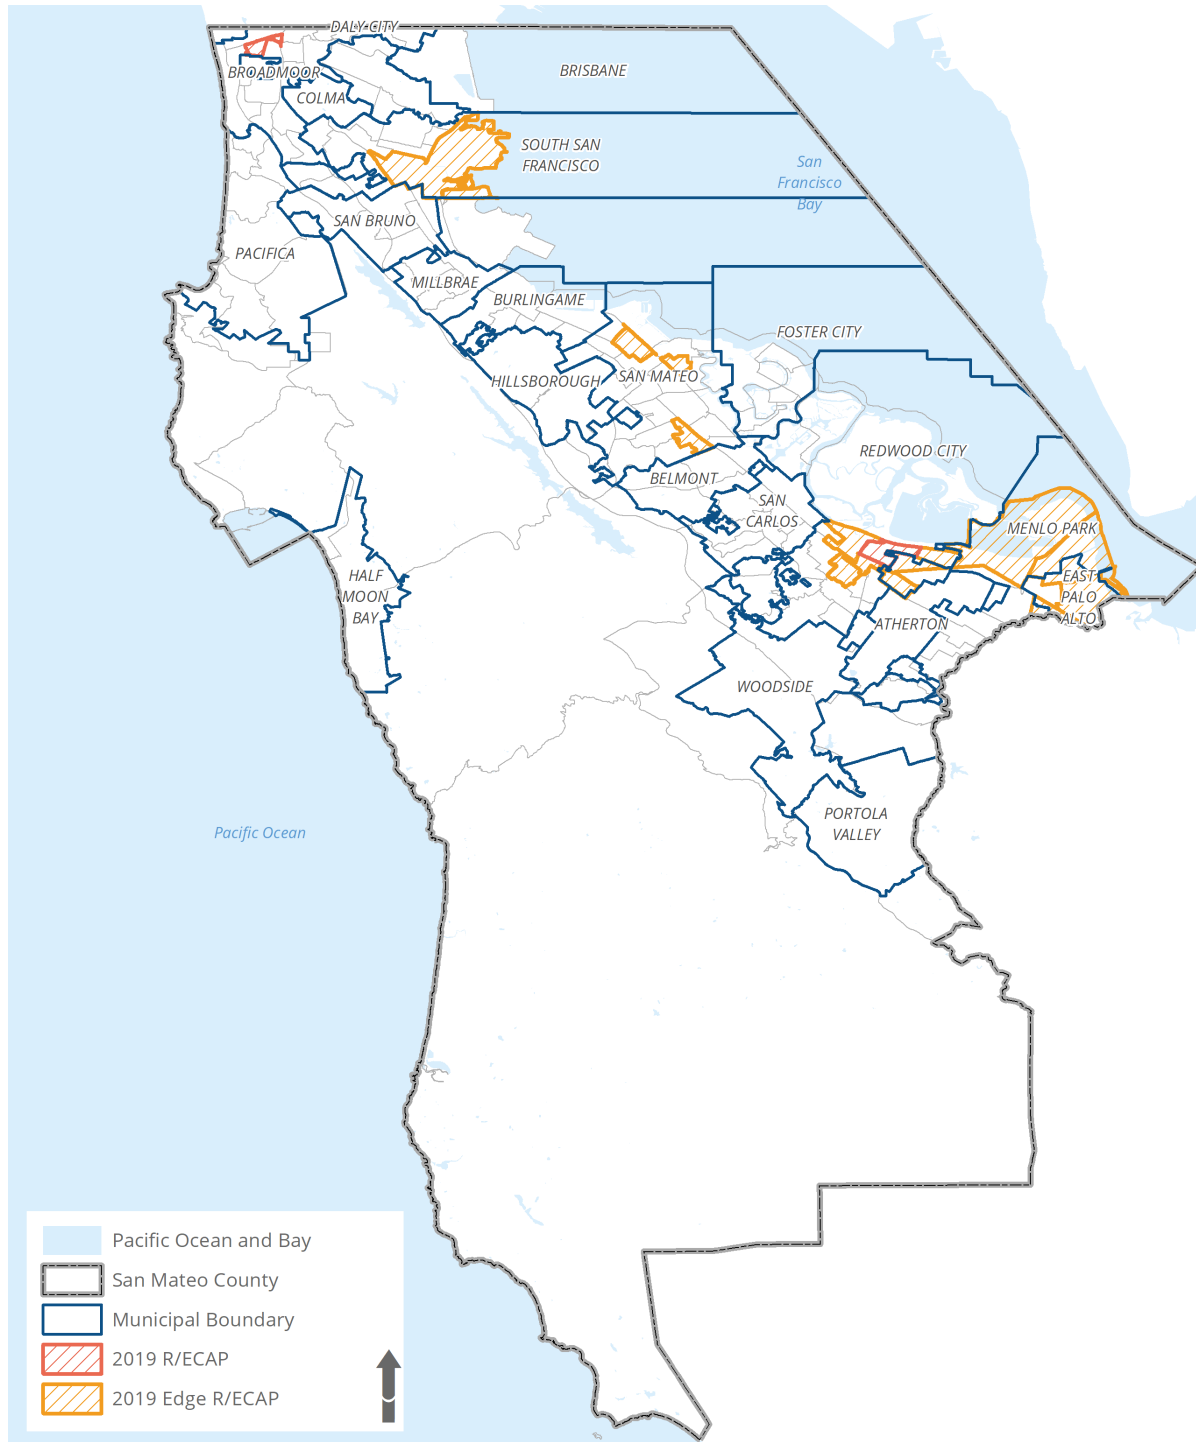 DALY CITY
BROADMOOR
BRISBANE
COLMA
SOUTH SAN
FRANCISCO
San
Francisco
Bay
SAN BRUNO
PACIFICA
MILLBRAE
BURLINGAME
FOSTER CITY
HILLSBOROUGH
SAN MATEO
REDWOOD CITY
BELMONT
SAN
CARLOS
MENLO PARK
HALF
MOON
BAY
EAST
PALO
ALTO
ATHERTON
WOODSIDE
Pacific Ocean
PORTOLA
VALLEY
Pacific Ocean and Bay
San Mateo County
Municipal Boundary
2019 R/ECAP
2019 Edge R/ECAP